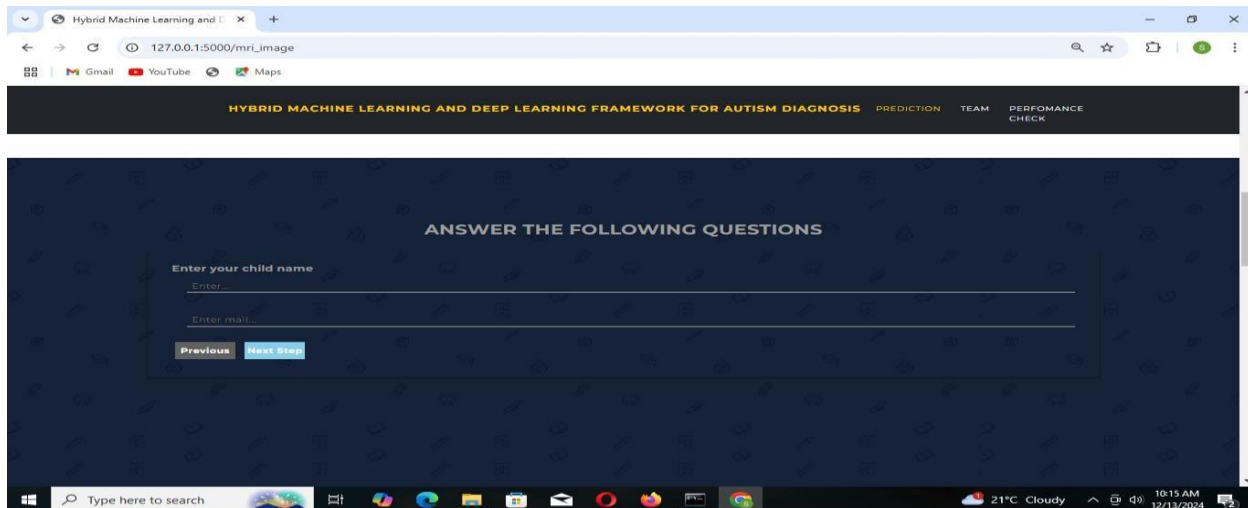 Hybrid Machine Learning and D
127.0.0.1:5000/mri_image
S
Gmail YouTube Maps
HYBRID MACHINE LEARNING AND DEEP LEARNING FRAMEWORK FOR AUTISM DIAGNOSIS PREDICTION TEAM PERFOMANCE
CHECK
ANSWER THE FOLLOWING QUESTIONS
Enter your child name
Enter...
Enter mail...
Previous Next Step
Type here to search
21°C Cloudy
10:15 AM
12/13/2024
2